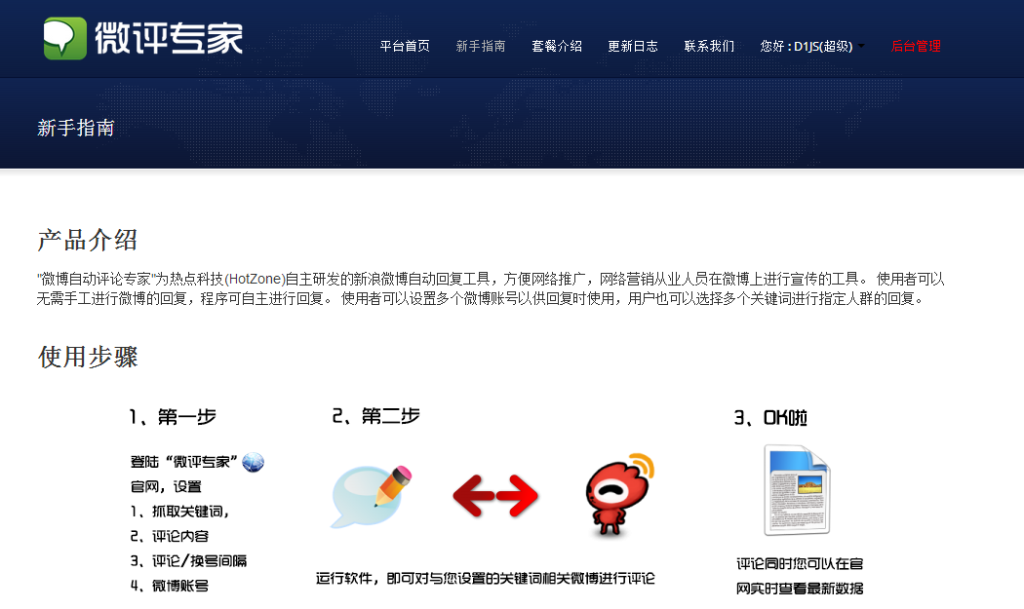 微评专家
平台首页 新手指南 套餐介绍 更新日志 联系我们 您好:D1JS(超级) 后台管理
新手指南
产品介绍
"微博自动评论专家"为热点科技(HotZone)自主研发的新浪微博自动回复工具，方便网络推广，网络营销从业人员在微博上进行宣传的工具。 使用者可以
无需手工进行微博的回复，程序可自主进行回复。 使用者可以设置多个微博账号以供回复时使用，用户也可以选择多个关键词进行指定人群的回复。
使用步骤
1、第一步
登陆“微评专家”
官网，设置
1、抓取关键词，
2、评论内容
3、评论/换号间隔
4、微博账号
2、第二步
运行软件，即可对与您设置的关键词相关微博进行评论
3、OK啦
评论同时您可以在官
网实时查看最新数据